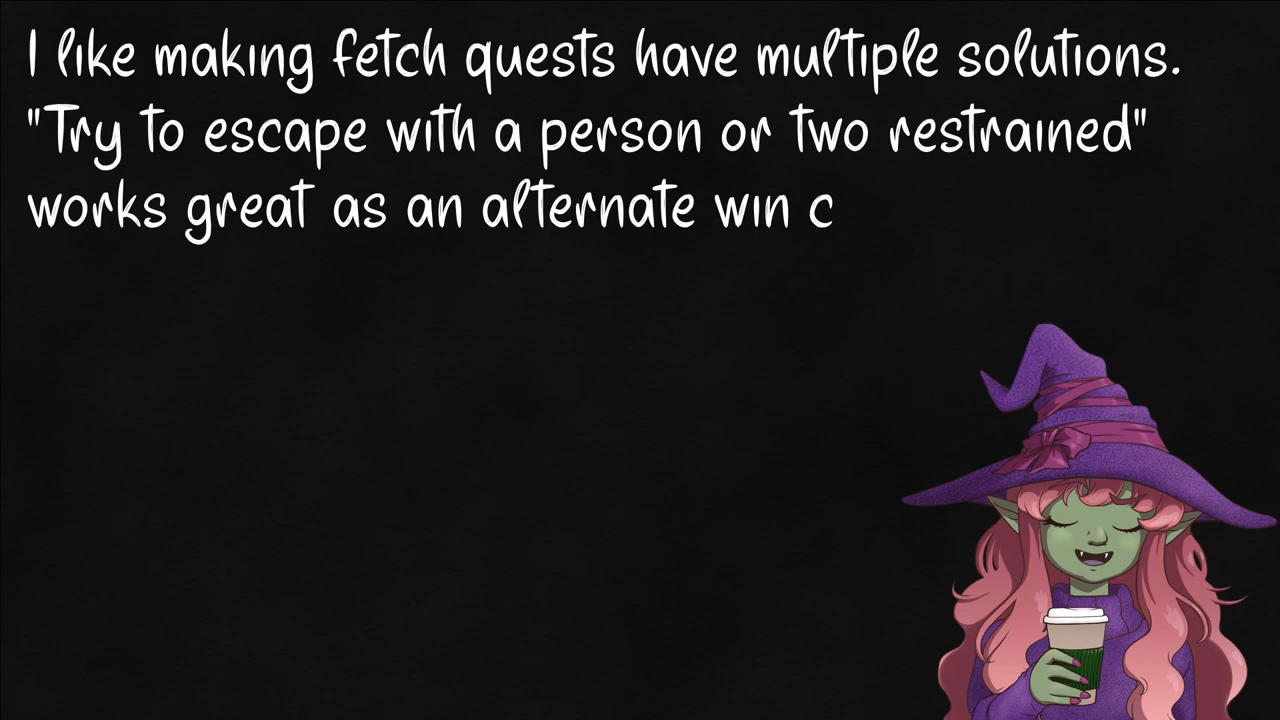 I like making fetch quests have multiple solutions.
"Try to escape with a person or two restrained"
works great as an alternate win c